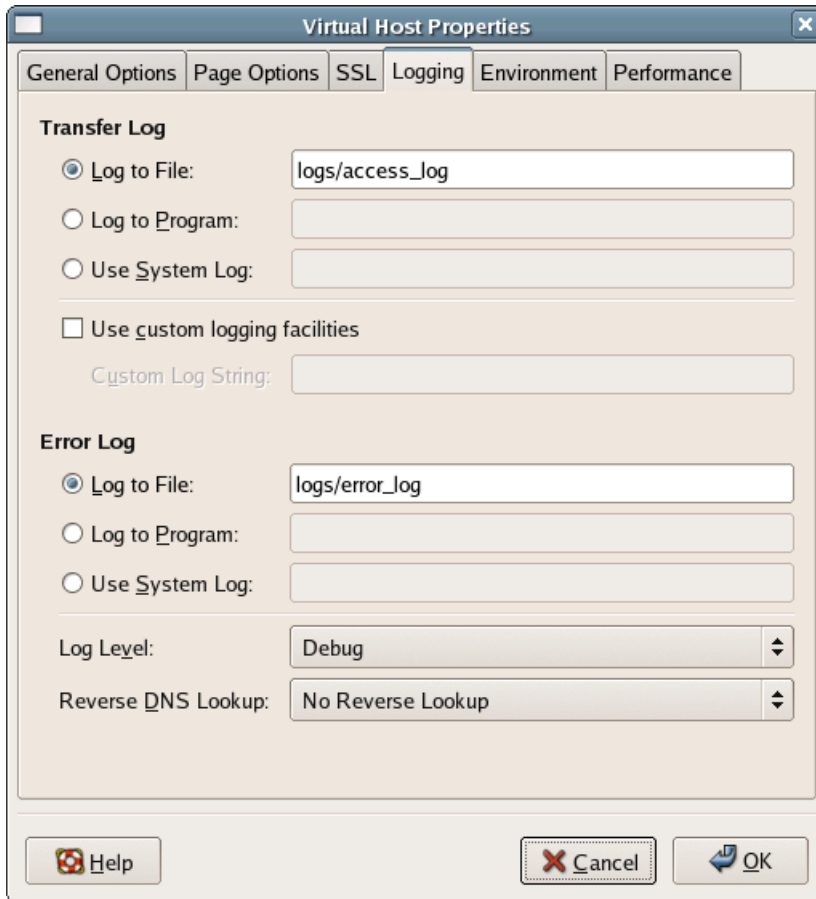 Virtual Host Properties
General Options Page Options SSL Logging Environment Performance
Transfer Log
Log to File: logs/access_log
Log to Program:
Use System Log:
Use custom logging facilities
Custom Log String:
Error Log
Log to File: logs/error_log
Log to Program:
Use System Log:
Log Level: Debug
Reverse DNS Lookup: No Reverse Lookup
Help Cancel OK